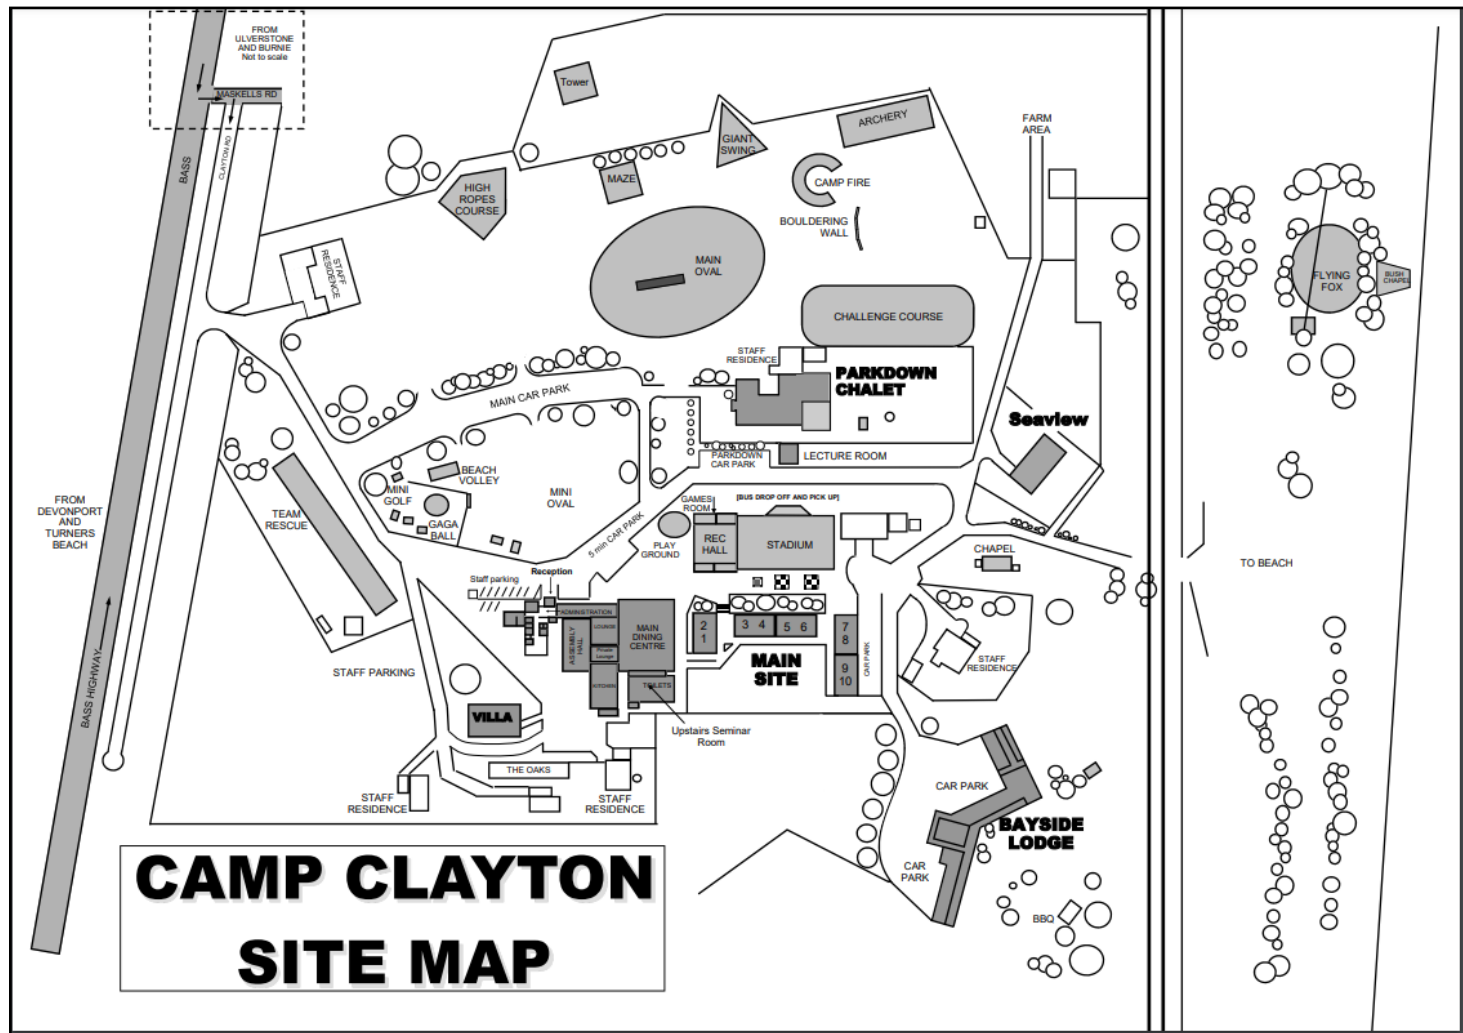 FROM
ULVERSTONE
AND BURNIE
Not to scale
MASKELLS RD
CLAYTON RD
BASS
Tower
GIANT
SWING
ARCHERY
FARM
AREA
MAZE
HIGH
ROPES
COURSE
CAMP FIRE
BOULDERING
WALL
STAFF
RESIDENCE
MAIN
OVAL
FLYING
FOX
BUSH
CHAPEL
CHALLENGE COURSE
STAFF
RESIDENCE
PARKDOWN
CHALET
MAIN CAR PARK
Seaview
PARKDOWN
CAR PARK
LECTURE ROOM
BEACH
VOLLEY
MINI
GOLF
MINI
OVAL
GAGA
BALL
TEAM
RESCUE
FROM
DEVONPORT
AND
TURNERS
BEACH
[BUS DROP OFF AND PICK UP]
GAMES
ROOM
5 min CAR PARK
PLAY
GROUND
REC
HALL
STADIUM
CHAPEL
TO BEACH
Reception
Staff parking
ADMINISTRATION
ASSEMBLY
HALL
LOUNGE
Private
Lounge
MAIN
DINING
CENTRE
KITCHEN
TOILETS
2
1
3 4
5 6
7
8
9
10
CAR PARK
MAIN
SITE
STAFF
RESIDENCE
STAFF PARKING
BASS HIGHWAY
VILLA
Upstairs Seminar
Room
THE OAKS
STAFF
RESIDENCE
STAFF
RESIDENCE
CAR PARK
BAYSIDE
LODGE
CAR
PARK
BBQ
CAMP CLAYTON
SITE MAP